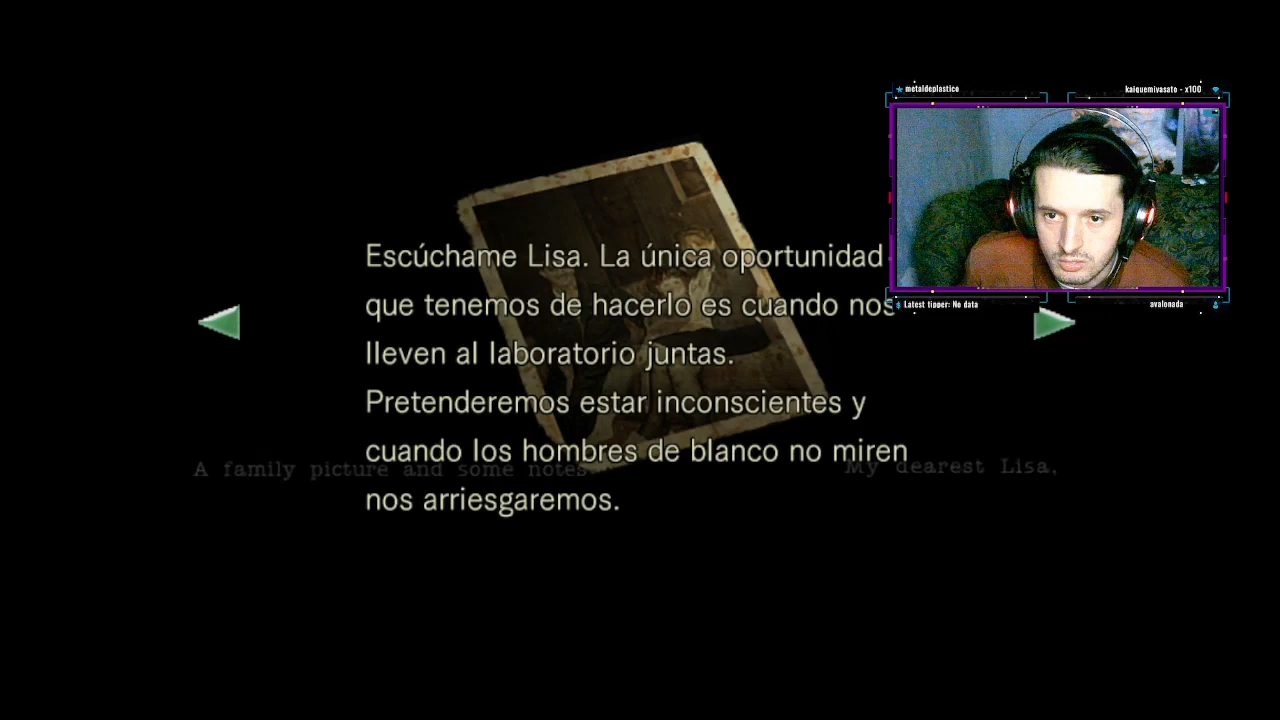 metaldeplastico
kaiquemiyasato - x100
Escúchame Lisa. La única oportunidad
que tenemos de hacerlo es cuando nos
lleven al laboratorio juntas.
Pretenderemos estar inconscientes y
cuando los hombres de blanco no miren
nos arriesgaremos.
Latest tipper: No data
avalonada
A family picture and some notes
My dearest Lisa,